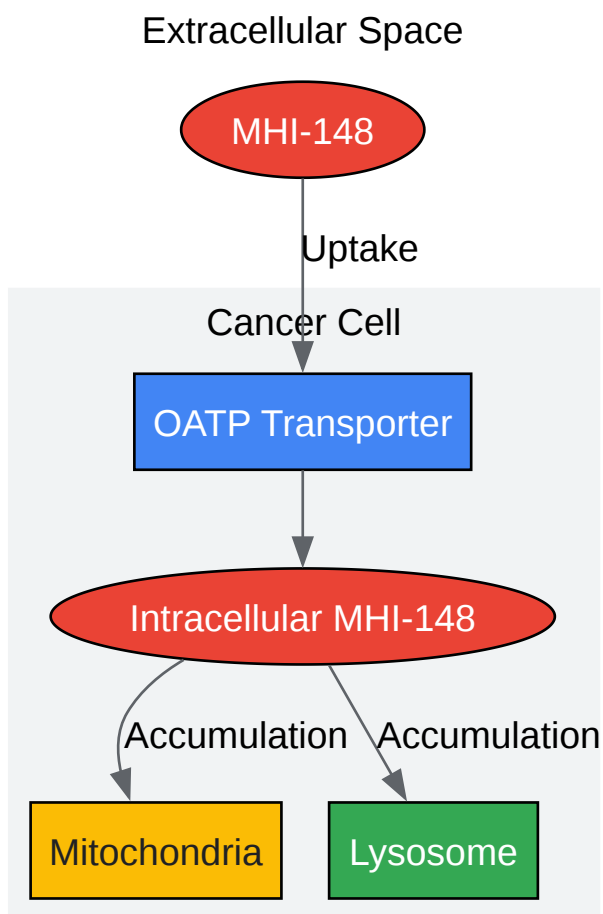 Extracellular Space
MHI-148
Uptake
Cancer Cell
OATP Transporter
Intracellular MHI-148
Accumulation
Accumulation
Mitochondria
Lysosome